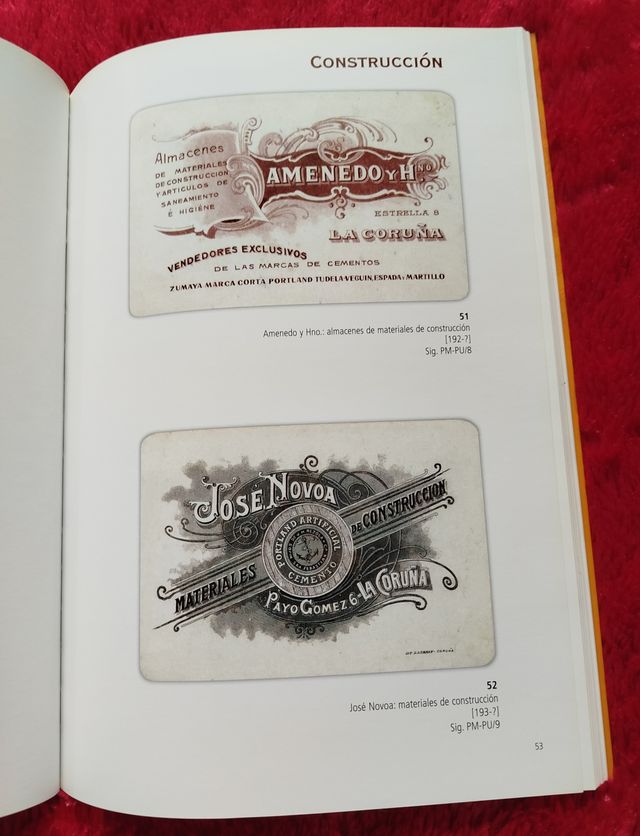 CONSTRUCCIÓN
Almacenes
DE MATERIALES
DE CONSTRUCCION
Y ARTICULOS DE
SANEAMIENTO
É HIGIÉNE
AMENEDO Y HNO
ESTRELLA 8
LA CORUÑA
VENDEDORES EXCLUSIVOS
DE LAS MARCAS DE CEMENTOS
ZUMAYA MARCA CORTA PORTLAND TUDELA-VEGUIN, ESPADA Y MARTILLO
51
Amenedo y Hno.: almacenes de materiales de construcción
[192-?]
Sig. PM-PU/8
JOSÉ NOVOA
MATERIALES DE CONSTRUCCION
PORTLAND ARTIFICIAL
CEMENTO
PAYO GOMEZ 6-LA CORUÑA
52
José Novoa: materiales de construcción
[193-?]
Sig. PM-PU/9
53